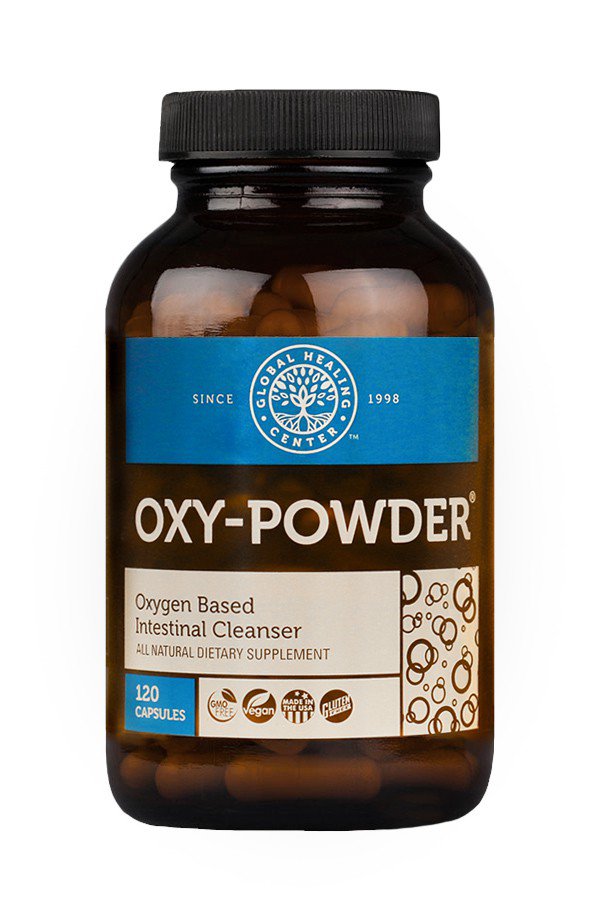 GLOBAL HEALING
CENTER™
SINCE 1998
OXY-POWDER®
Oxygen Based
Intestinal Cleanser
ALL NATURAL DIETARY SUPPLEMENT
120
CAPSULES
GMO
FREE
Vegan
MADE IN
THE USA
GLUTEN
FREE